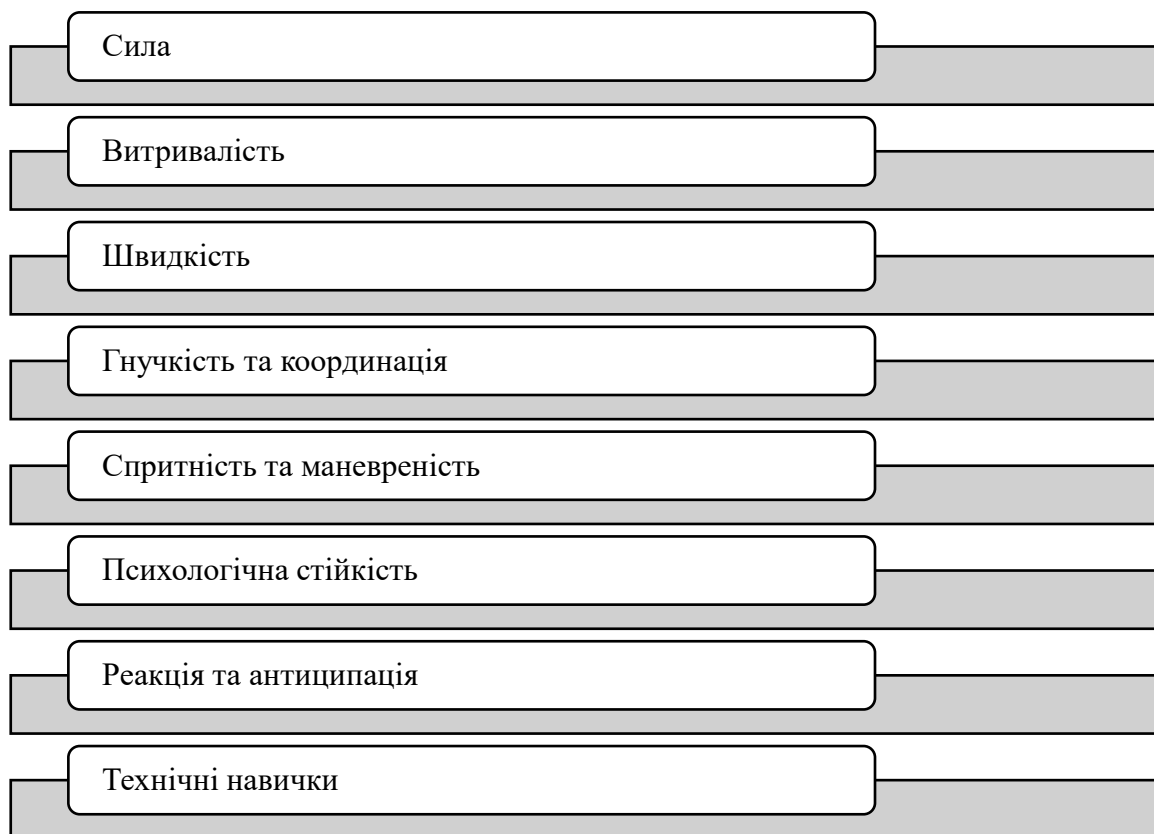 Сила
Витривалість
Швидкість
Гнучкість та координація
Спритність та маневреність
Психологічна стійкість
Реакція та антиципація
Технічні навички